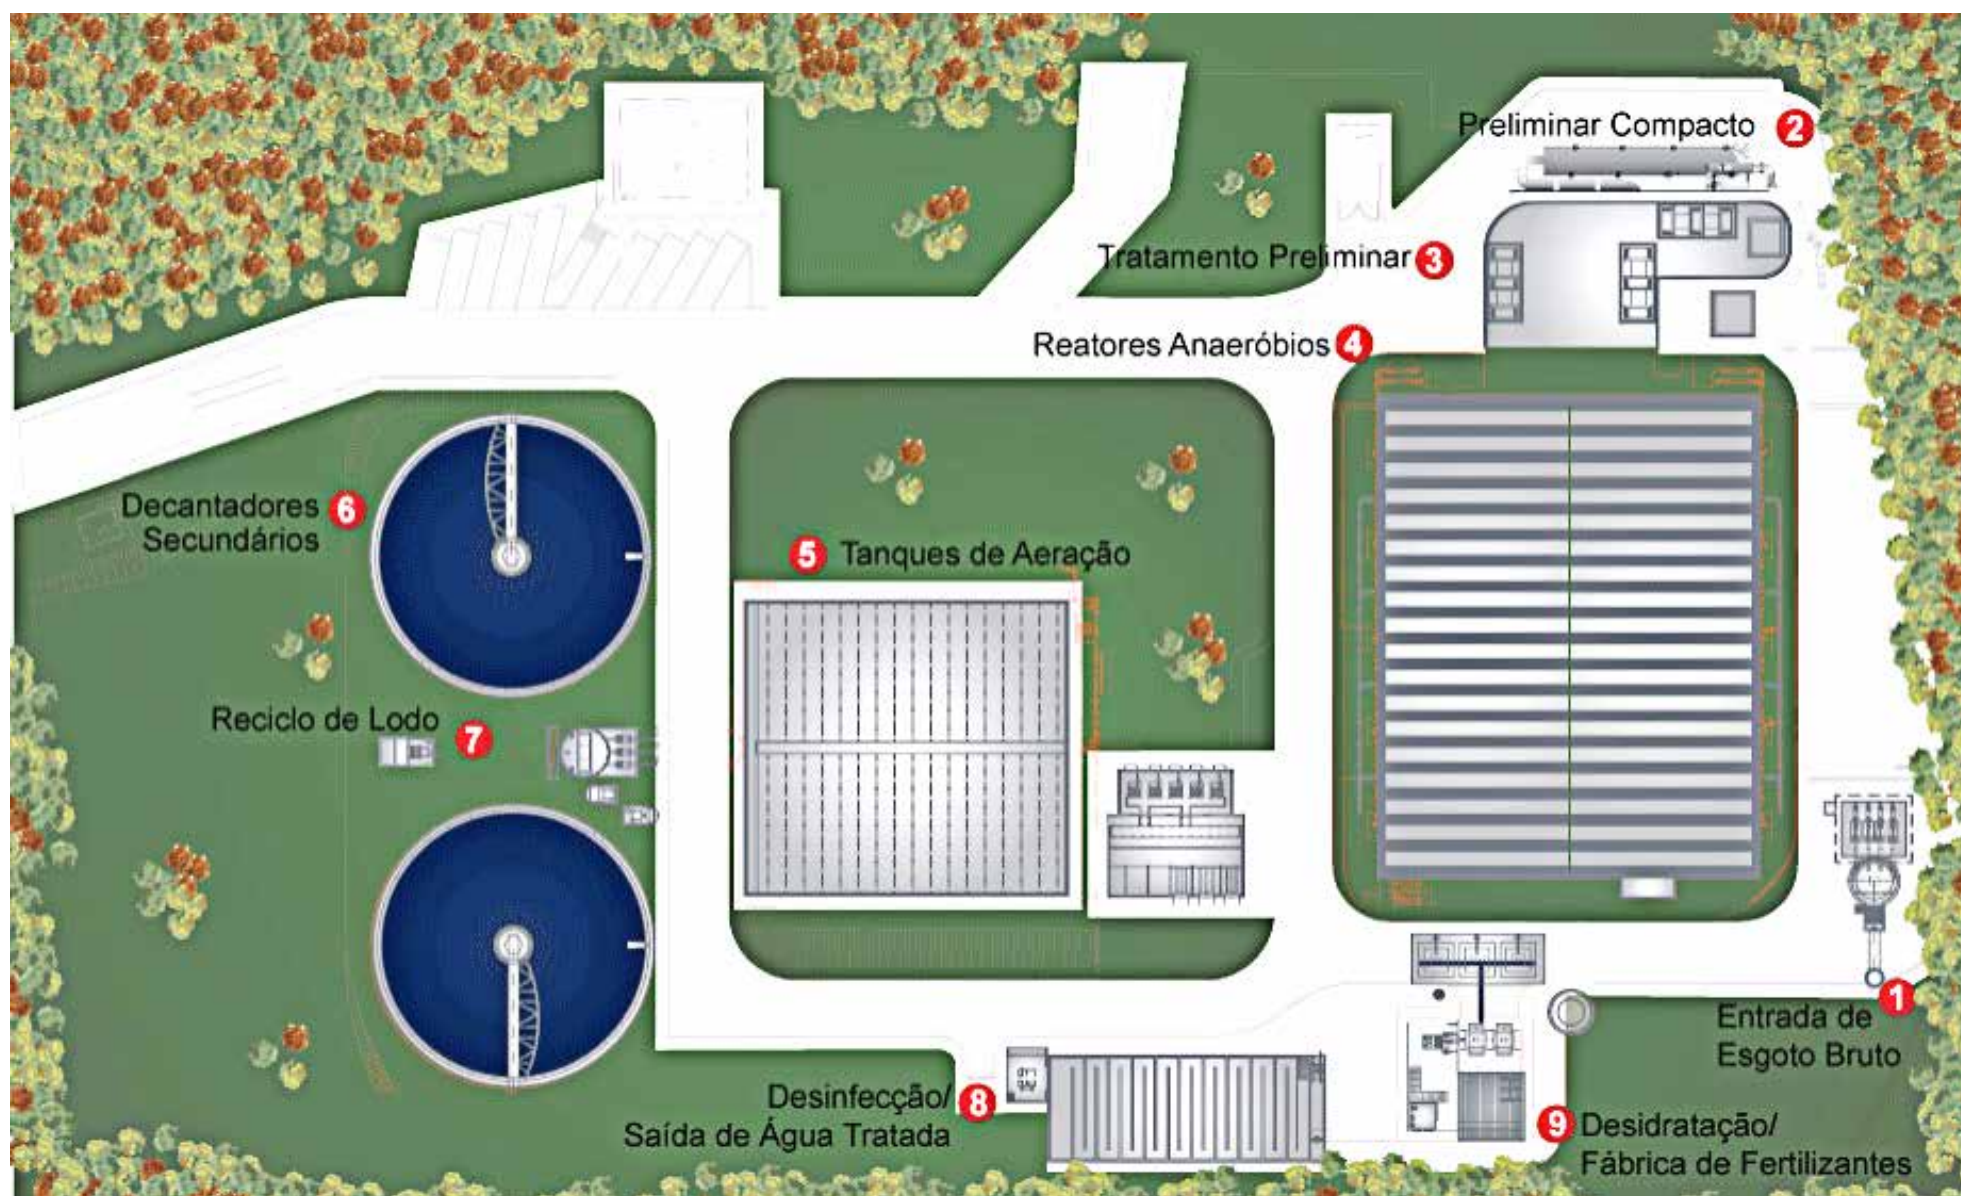 Preliminar Compacto 2
Tratamento Preliminar 3
Reatores Anaeróbios 4
Decantadores 6
Secundários
5 Tanques de Aeração
Reciclo de Lodo 7
1
Entrada de
Esgoto Bruto
Desinfecção/ 8
Saída de Água Tratada
9 Desidratação/
Fábrica de Fertilizantes